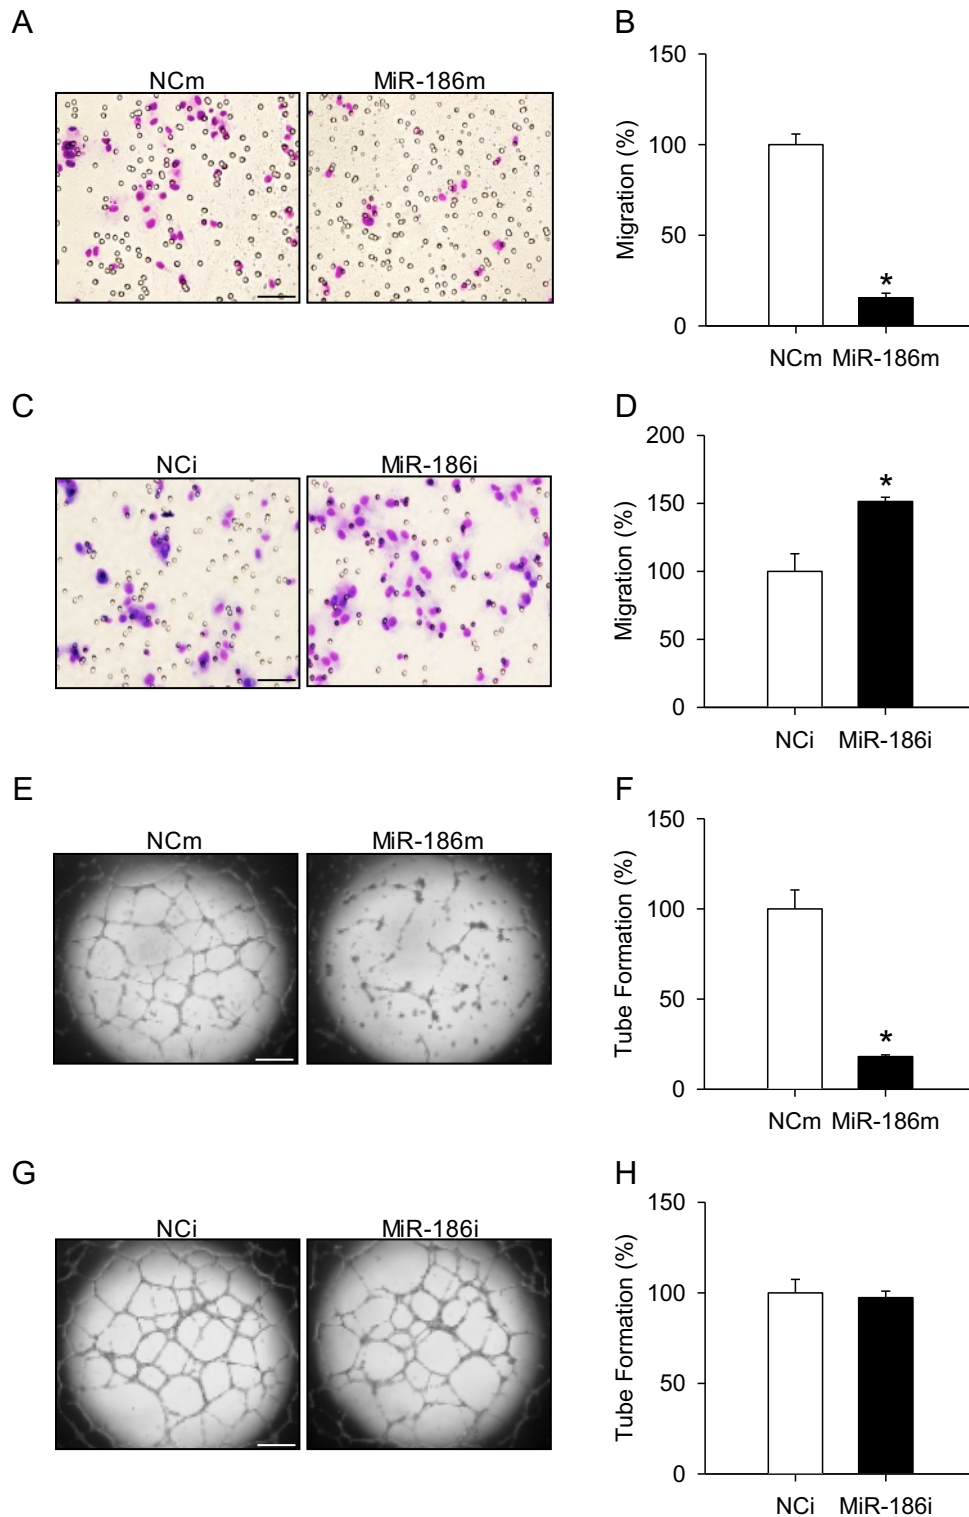 A
B
NCm MiR-186m
150
100
50
0
Migration (%)
*
NCm MiR-186m
C
D
NCi MiR-186i
200
150
100
50
0
Migration (%)
*
NCi MiR-186i
E
F
NCm MiR-186m
150
100
50
0
Tube Formation (%)
*
NCm MiR-186m
G
H
NCi MiR-186i
150
100
50
0
Tube Formation (%)
NCi MiR-186i